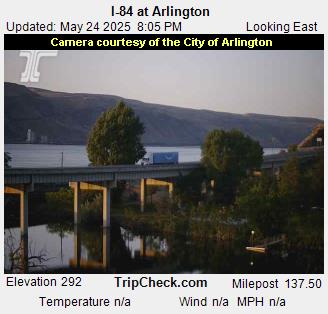 I-84 at Arlington
Updated: May 24 2025 8:05 PM Looking East
Camera courtesy of the City of Arlington
Elevation 292 TripCheck.com Milepost 137.50
Temperature n/a Wind n/a MPH n/a